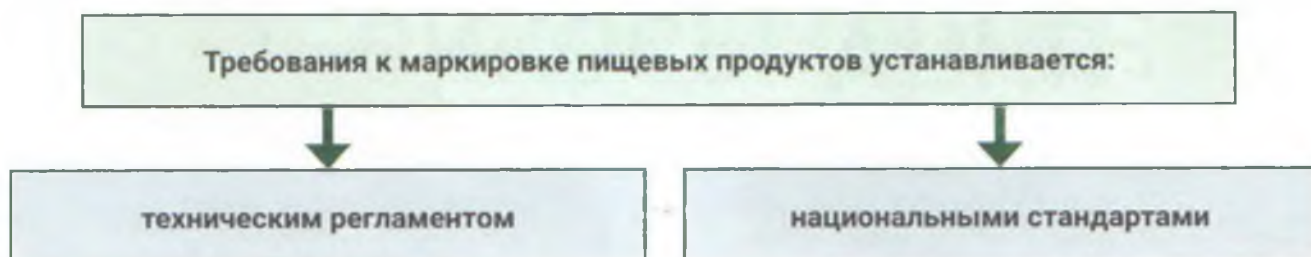 Требования к маркировке пищевых продуктов устанавливается:
техническим регламентом
национальными стандартами